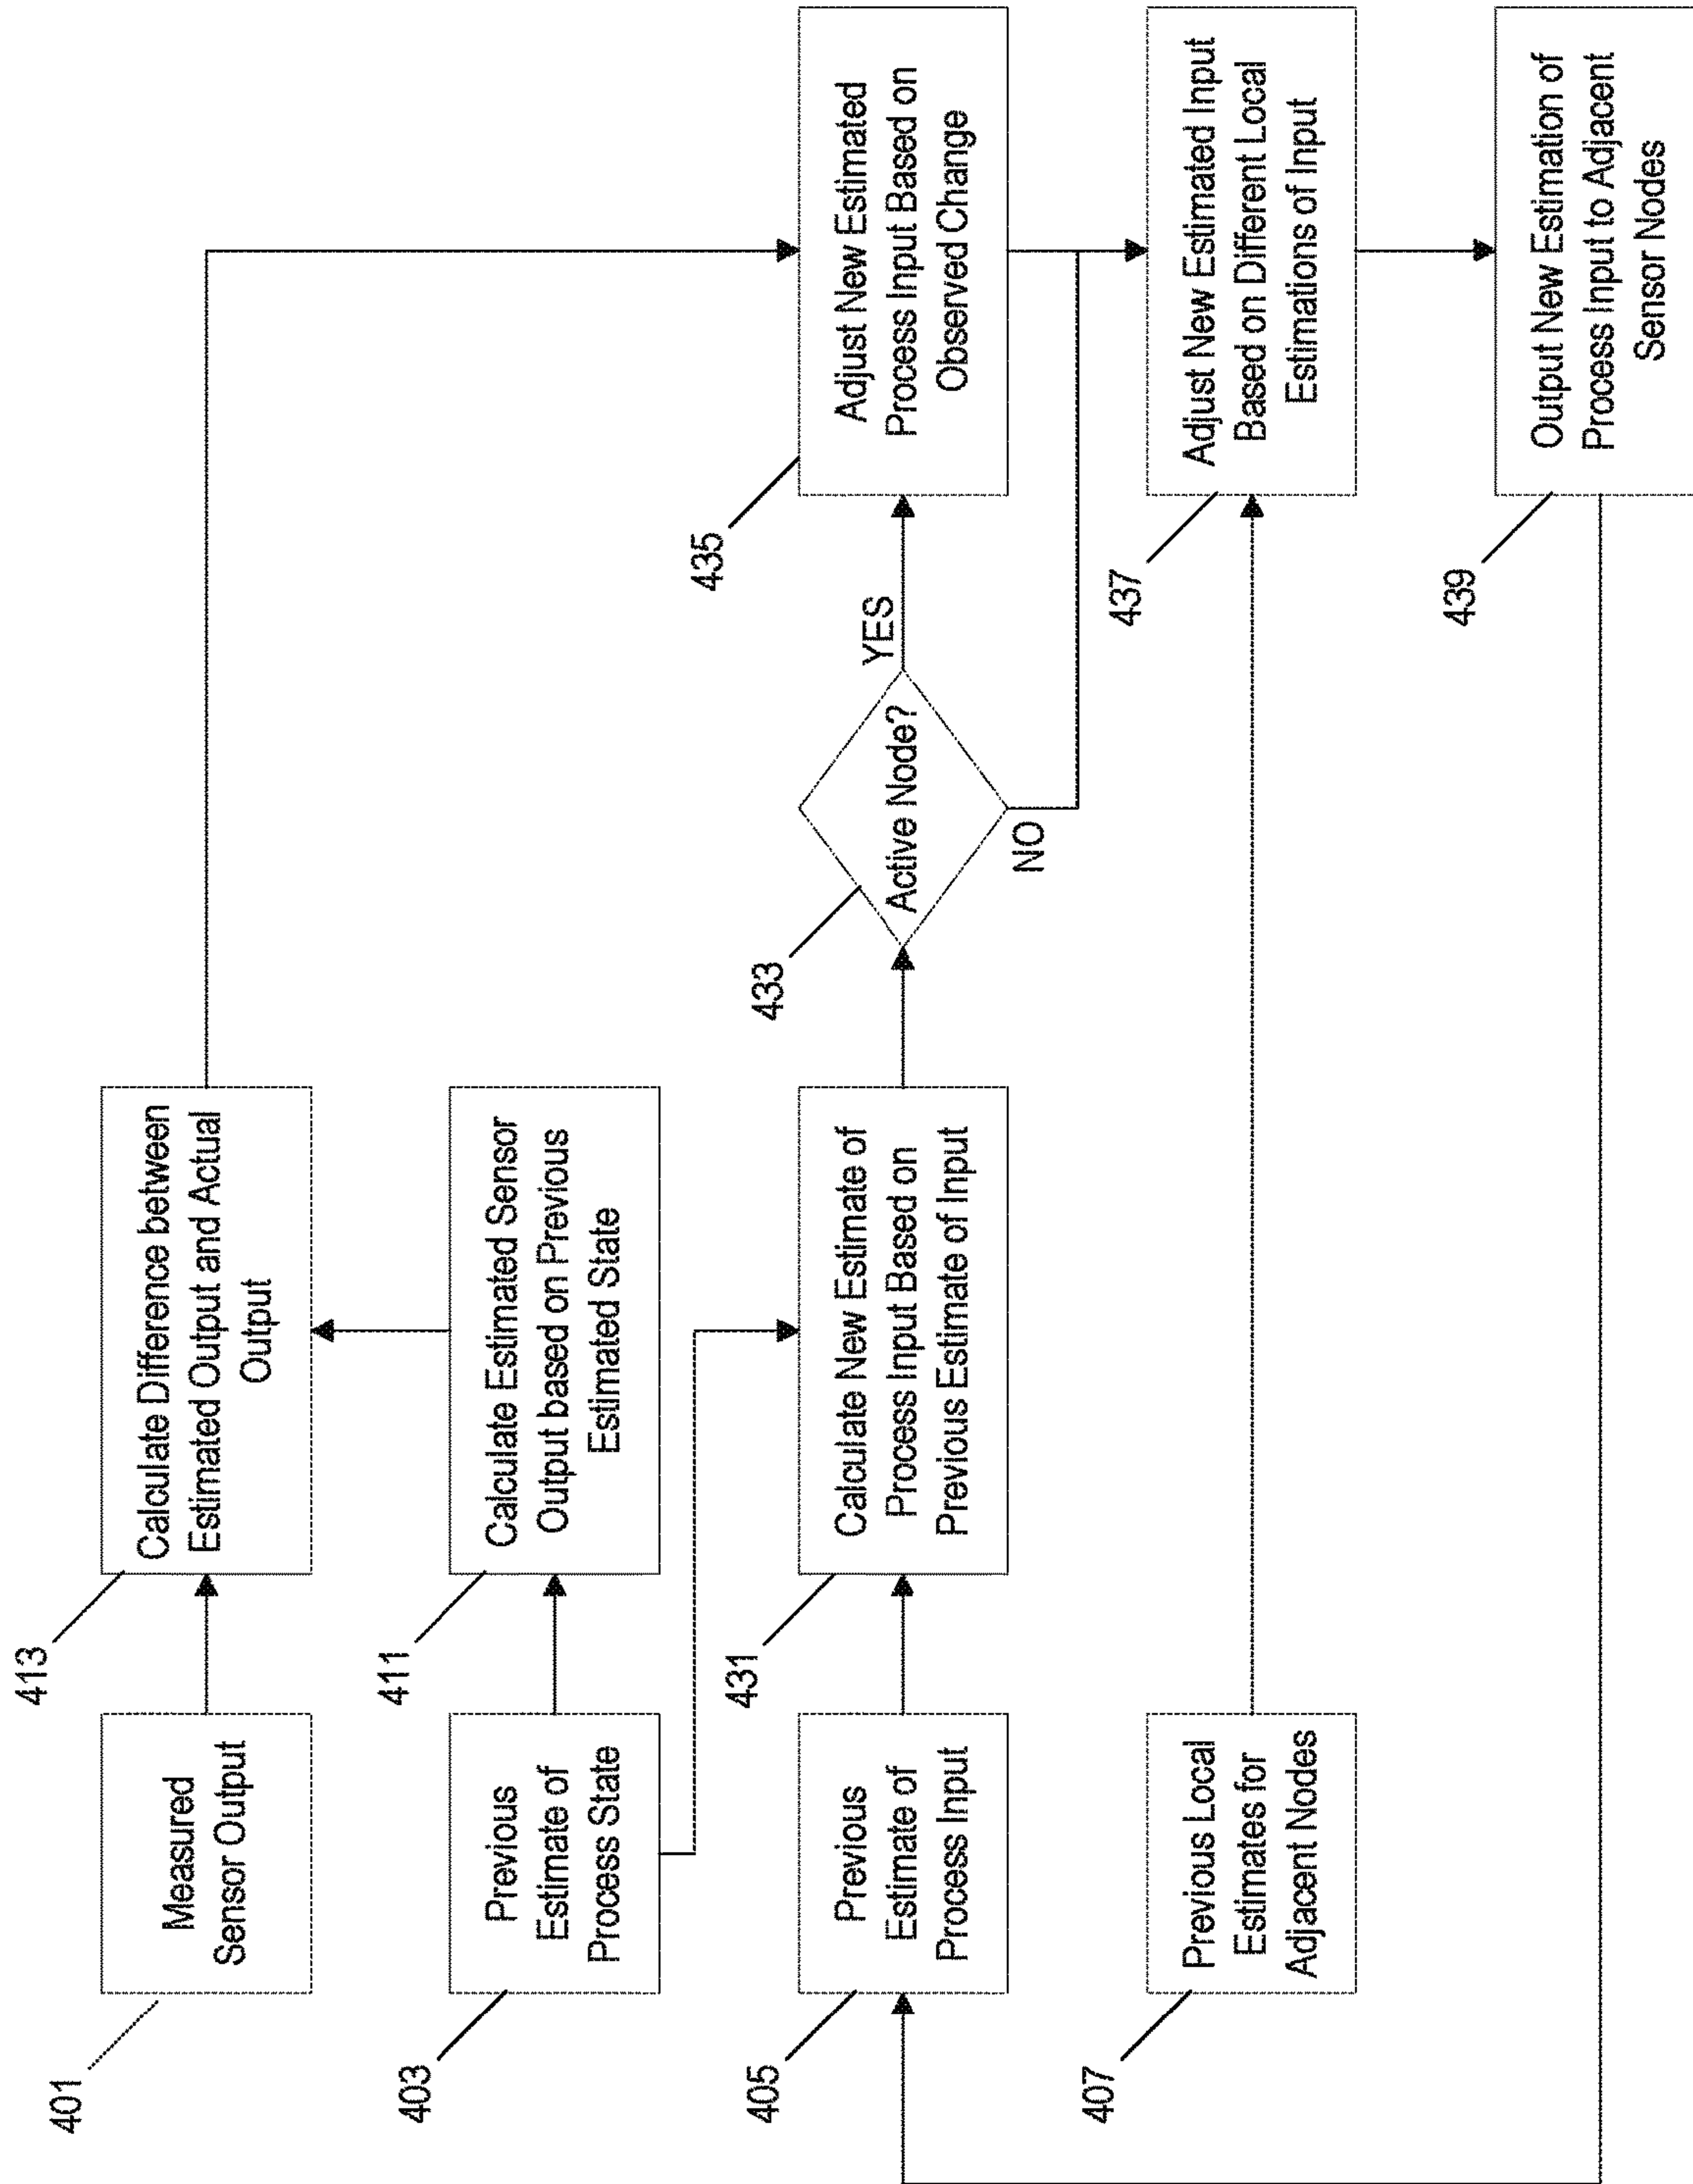 401
Measured
Sensor Output
413
Calculate Difference between
Estimated Output and Actual
Output
403
Previous
Estimate of
Process State
411
Calculate Estimated Sensor
Output based on Previous
Estimated State
405
Previous
Estimate of
Process Input
431
Calculate New Estimate of
Process Input Based on
Previous Estimate of Input
433
Active Node?
YES
NO
435
Adjust New Estimated
Process Input Based on
Observed Change
407
Previous Local
Estimates for
Adjacent Nodes
437
Adjust New Estimated Input
Based on Different Local
Estimations of Input
439
Output New Estimation of
Process Input to Adjacent
Sensor Nodes